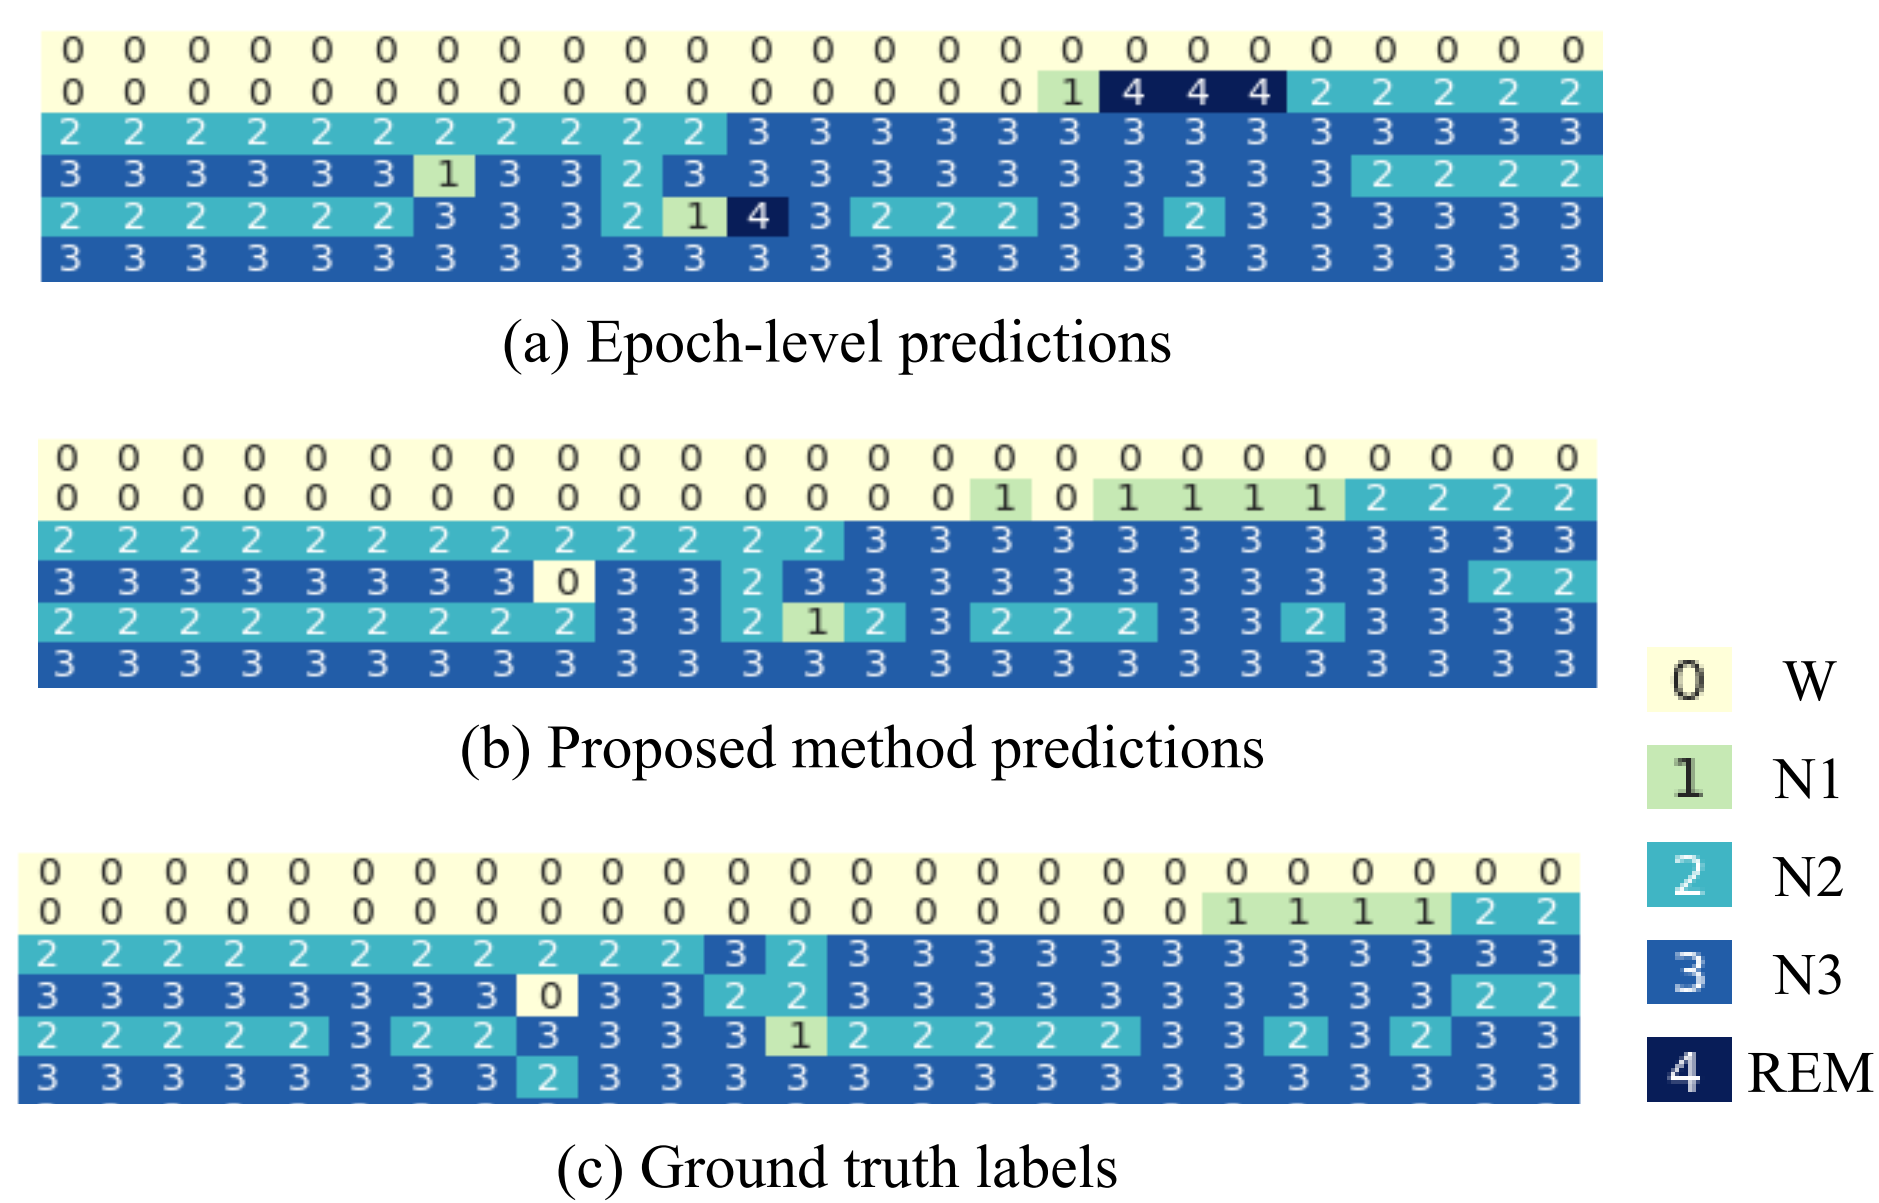 0 0 0 0 0 0 0 0 0 0 0 0 0 0 0 0 0 0 0 0 0 0 0 0 0
0 0 0 0 0 0 0 0 0 0 0 0 0 0 0 0 1 4 4 4 2 2 2 2 2
2 2 2 2 2 2 2 2 2 2 2 3 3 3 3 3 3 3 3 3 3 3 3 3 3
3 3 3 3 3 3 1 3 3 2 3 3 3 3 3 3 3 3 3 3 3 2 2 2 2
2 2 2 2 2 2 3 3 3 2 1 4 3 2 2 2 3 3 2 3 3 3 3 3 3
3 3 3 3 3 3 3 3 3 3 3 3 3 3 3 3 3 3 3 3 3 3 3 3 3
(a) Epoch-level predictions
0 0 0 0 0 0 0 0 0 0 0 0 0 0 0 0 0 0 0 0 0 0 0 0 0
0 0 0 0 0 0 0 0 0 0 0 0 0 0 0 1 0 1 1 1 1 2 2 2 2
2 2 2 2 2 2 2 2 2 2 2 2 2 3 3 3 3 3 3 3 3 3 3 3 3
3 3 3 3 3 3 3 3 0 3 3 2 3 3 3 3 3 3 3 3 3 3 3 2 2
2 2 2 2 2 2 2 2 2 3 3 2 1 2 3 2 2 2 3 3 2 3 3 3 3
3 3 3 3 3 3 3 3 3 3 3 3 3 3 3 3 3 3 3 3 3 3 3 3 3
(b) Proposed method predictions
0 0 0 0 0 0 0 0 0 0 0 0 0 0 0 0 0 0 0 0 0 0 0 0 0
0 0 0 0 0 0 0 0 0 0 0 0 0 0 0 0 0 0 0 1 1 1 1 2 2
2 2 2 2 2 2 2 2 2 2 2 3 2 3 3 3 3 3 3 3 3 3 3 3 3
3 3 3 3 3 3 3 3 0 3 3 2 2 3 3 3 3 3 3 3 3 3 3 2 2
2 2 2 2 2 3 2 2 3 3 3 3 1 2 2 2 2 2 3 3 2 3 2 3 3
3 3 3 3 3 3 3 3 2 3 3 3 3 3 3 3 3 3 3 3 3 3 3 3 3
(c) Ground truth labels
0 W
1 N1
2 N2
3 N3
4 REM